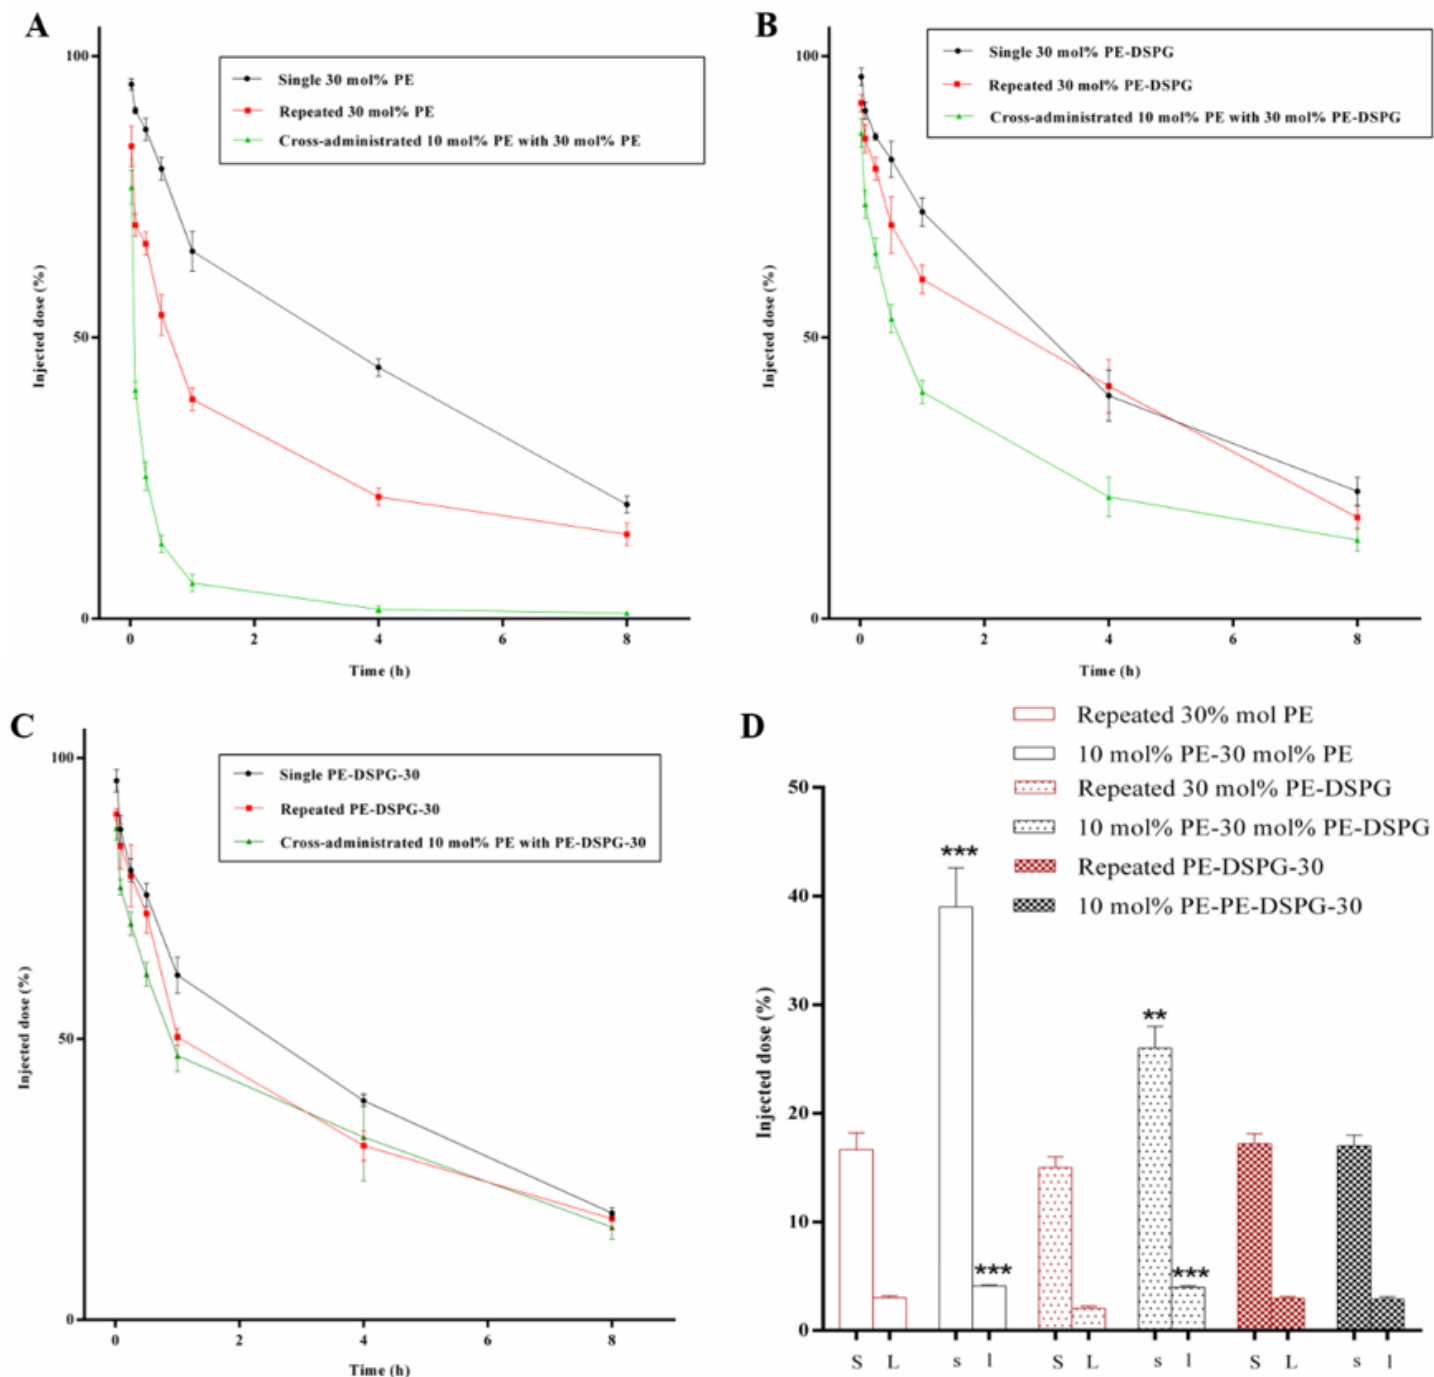 A
100
50
0
Injected dose (%)
Single 30 mol% PE
Repeated 30 mol% PE
Cross-administrated 10 mol% PE with 30 mol% PE
0 2 4 6 8
Time (h)
B
100
50
0
Injected dose (%)
Single 30 mol% PE-DSPG
Repeated 30 mol% PE-DSPG
Cross-administrated 10 mol% PE with 30 mol% PE-DSPG
0 2 4 6 8
Time (h)
C
100
50
0
Injected dose (%)
Single PE-DSPG-30
Repeated PE-DSPG-30
Cross-administrated 10 mol% PE with PE-DSPG-30
0 2 4 6 8
Time (h)
D
Repeated 30% mol PE
10 mol% PE-30 mol% PE
Repeated 30 mol% PE-DSPG
10 mol% PE-30 mol% PE-DSPG
Repeated PE-DSPG-30
10 mol% PE-PE-DSPG-30
50
40
30
20
10
0
Injected dose (%)
***
***
**
***
S L s l S L s l S L s l